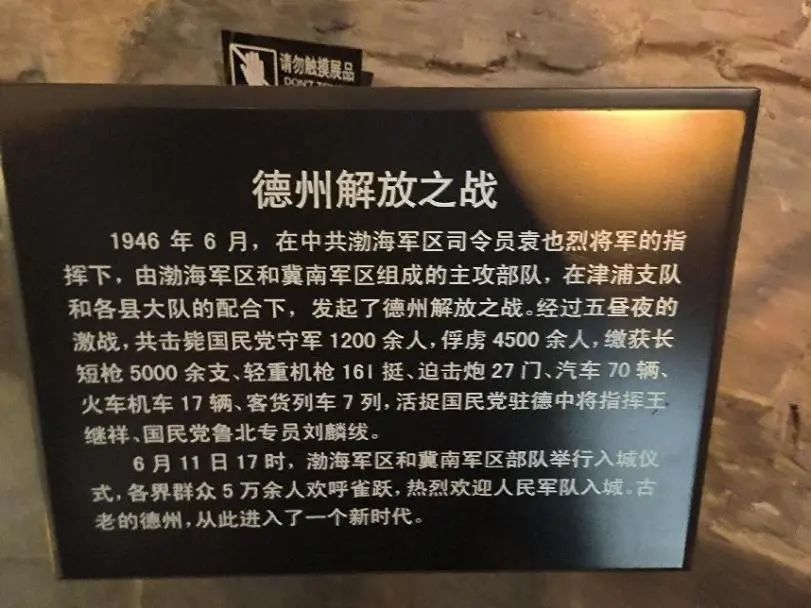 请勿触摸展品
德州解放之战
1946 年 6 月，在中共渤海军区司令员袁也烈将军的指
挥下，由渤海军区和冀南军区组成的主攻部队，在津浦支队
和各县大队的配合下，发起了德州解放之战。经过五昼夜的
激战，共击毙国民党守军 1200 余人，俘虏 4500 余人，缴获长
短枪 5000 余支、轻重机枪 16l 挺、迫击炮 27 门、汽车 70 辆、
火车机车 17 辆、客货列车 7 列，活捉国民党驻德中将指挥王
继祥、国民党鲁北专员刘麟绂。
6 月 11 日 17 时，渤海军区和冀南军区部队举行入城仪
式，各界群众 5 万余人欢呼雀跃，热烈欢迎人民军队入城。古
老的德州，从此进入了一个新时代。